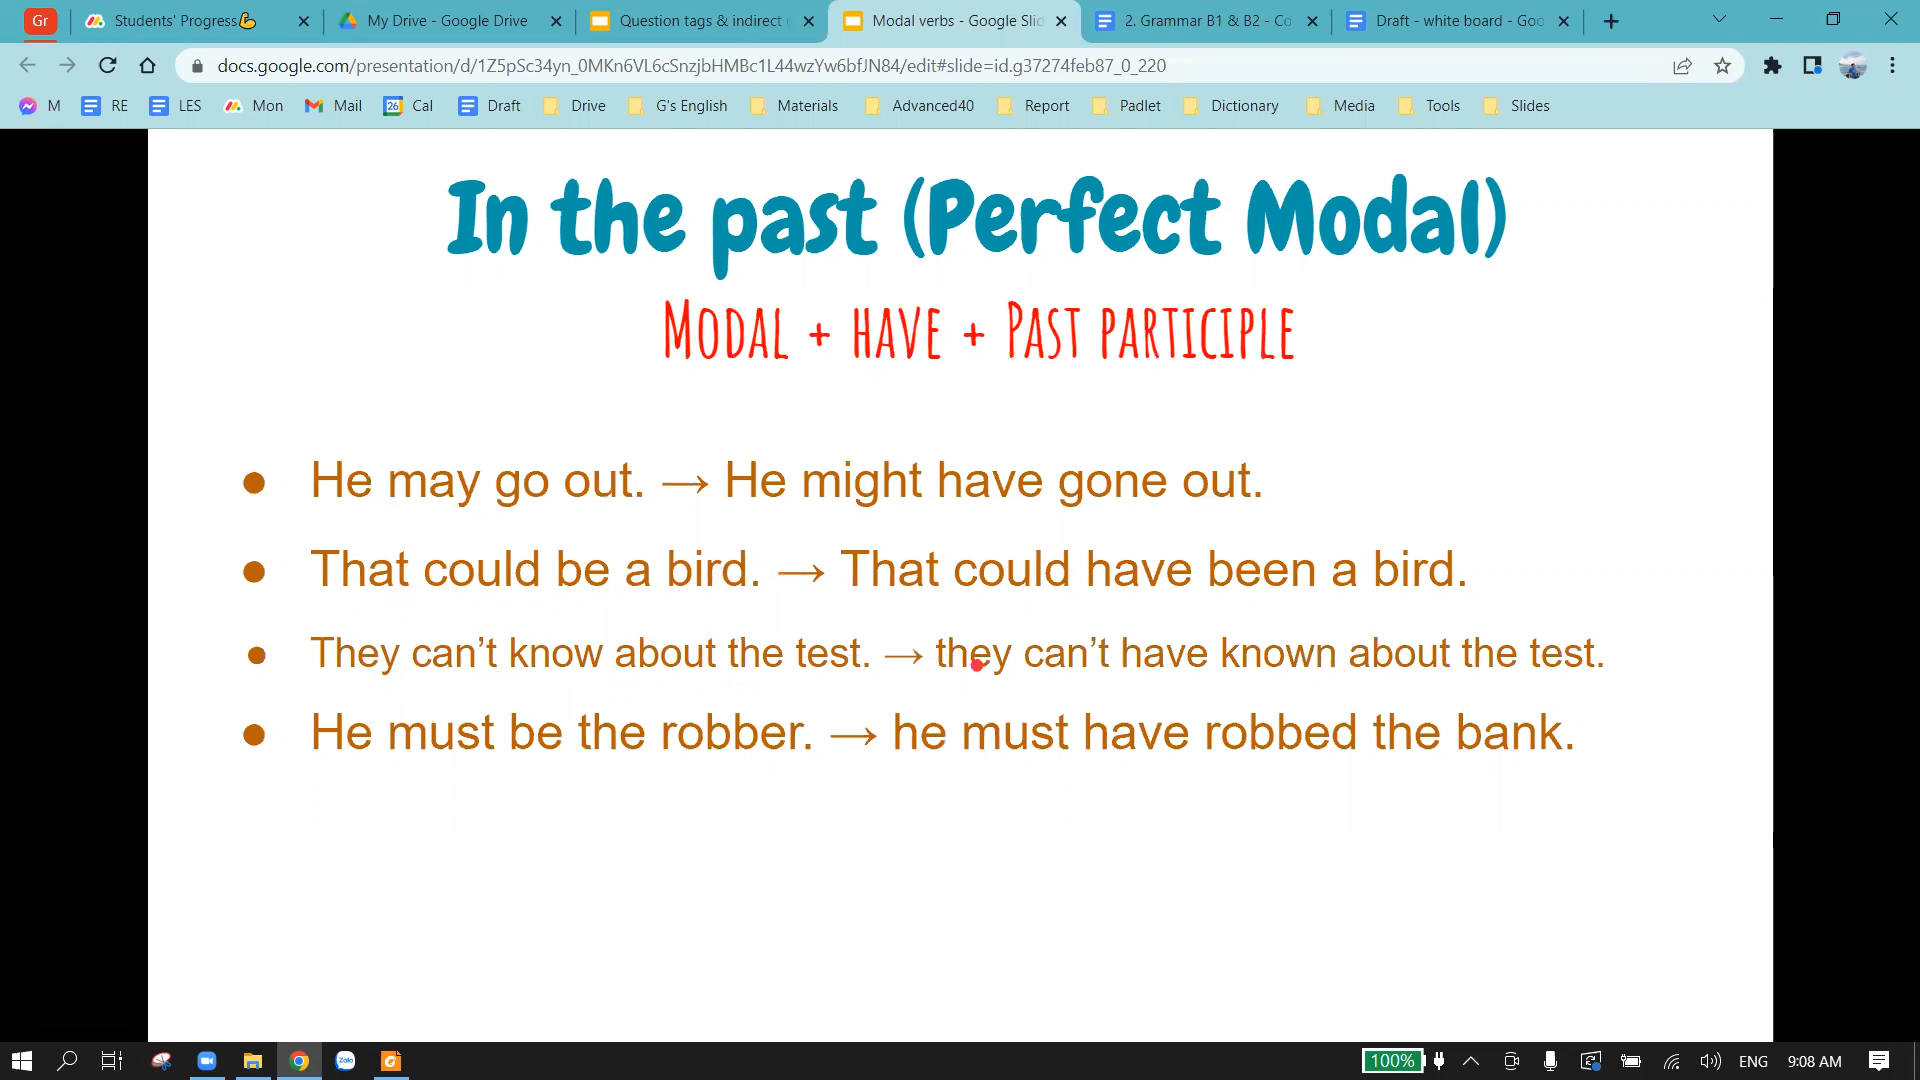 Gr
Students' Progress💪
My Drive - Google Drive
Question tags & indirect
Modal verbs - Google Slid
2. Grammar B1 & B2 - Co
Draft - white board - Goo
docs.google.com/presentation/d/1Z5pSc34yn_0MKn6VL6cSnzjbHMBc1L44wzYw6bfJN84/edit#slide=id.g37274feb87_0_220
M RE LES Mon Mail 26 Cal Draft Drive G's English Materials Advanced40 Report Padlet Dictionary Media Tools Slides
In the past (Perfect Modal)
Modal + have + Past participle
● He may go out. → He might have gone out.
● That could be a bird. → That could have been a bird.
● They can’t know about the test. → they can’t have known about the test.
● He must be the robber. → he must have robbed the bank.
Zalo
100%
ENG
9:08 AM